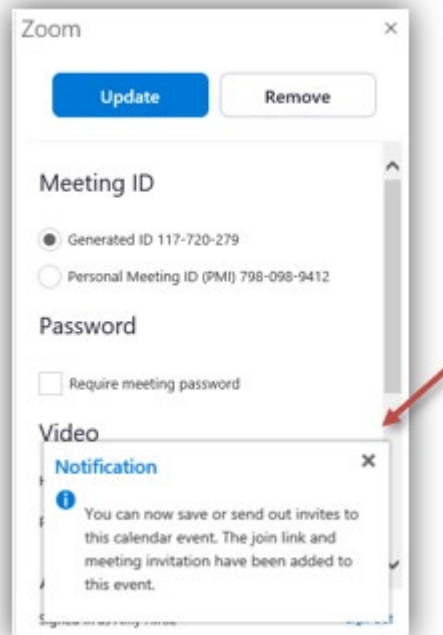 Zoom
Update Remove
Meeting ID
Generated ID 117-720-279
Personal Meeting ID (PMI) 798-098-9412
Password
Require meeting password
Video
Notification
You can now save or send out invites to
this calendar event. The join link and
meeting invitation have been added to
this event.